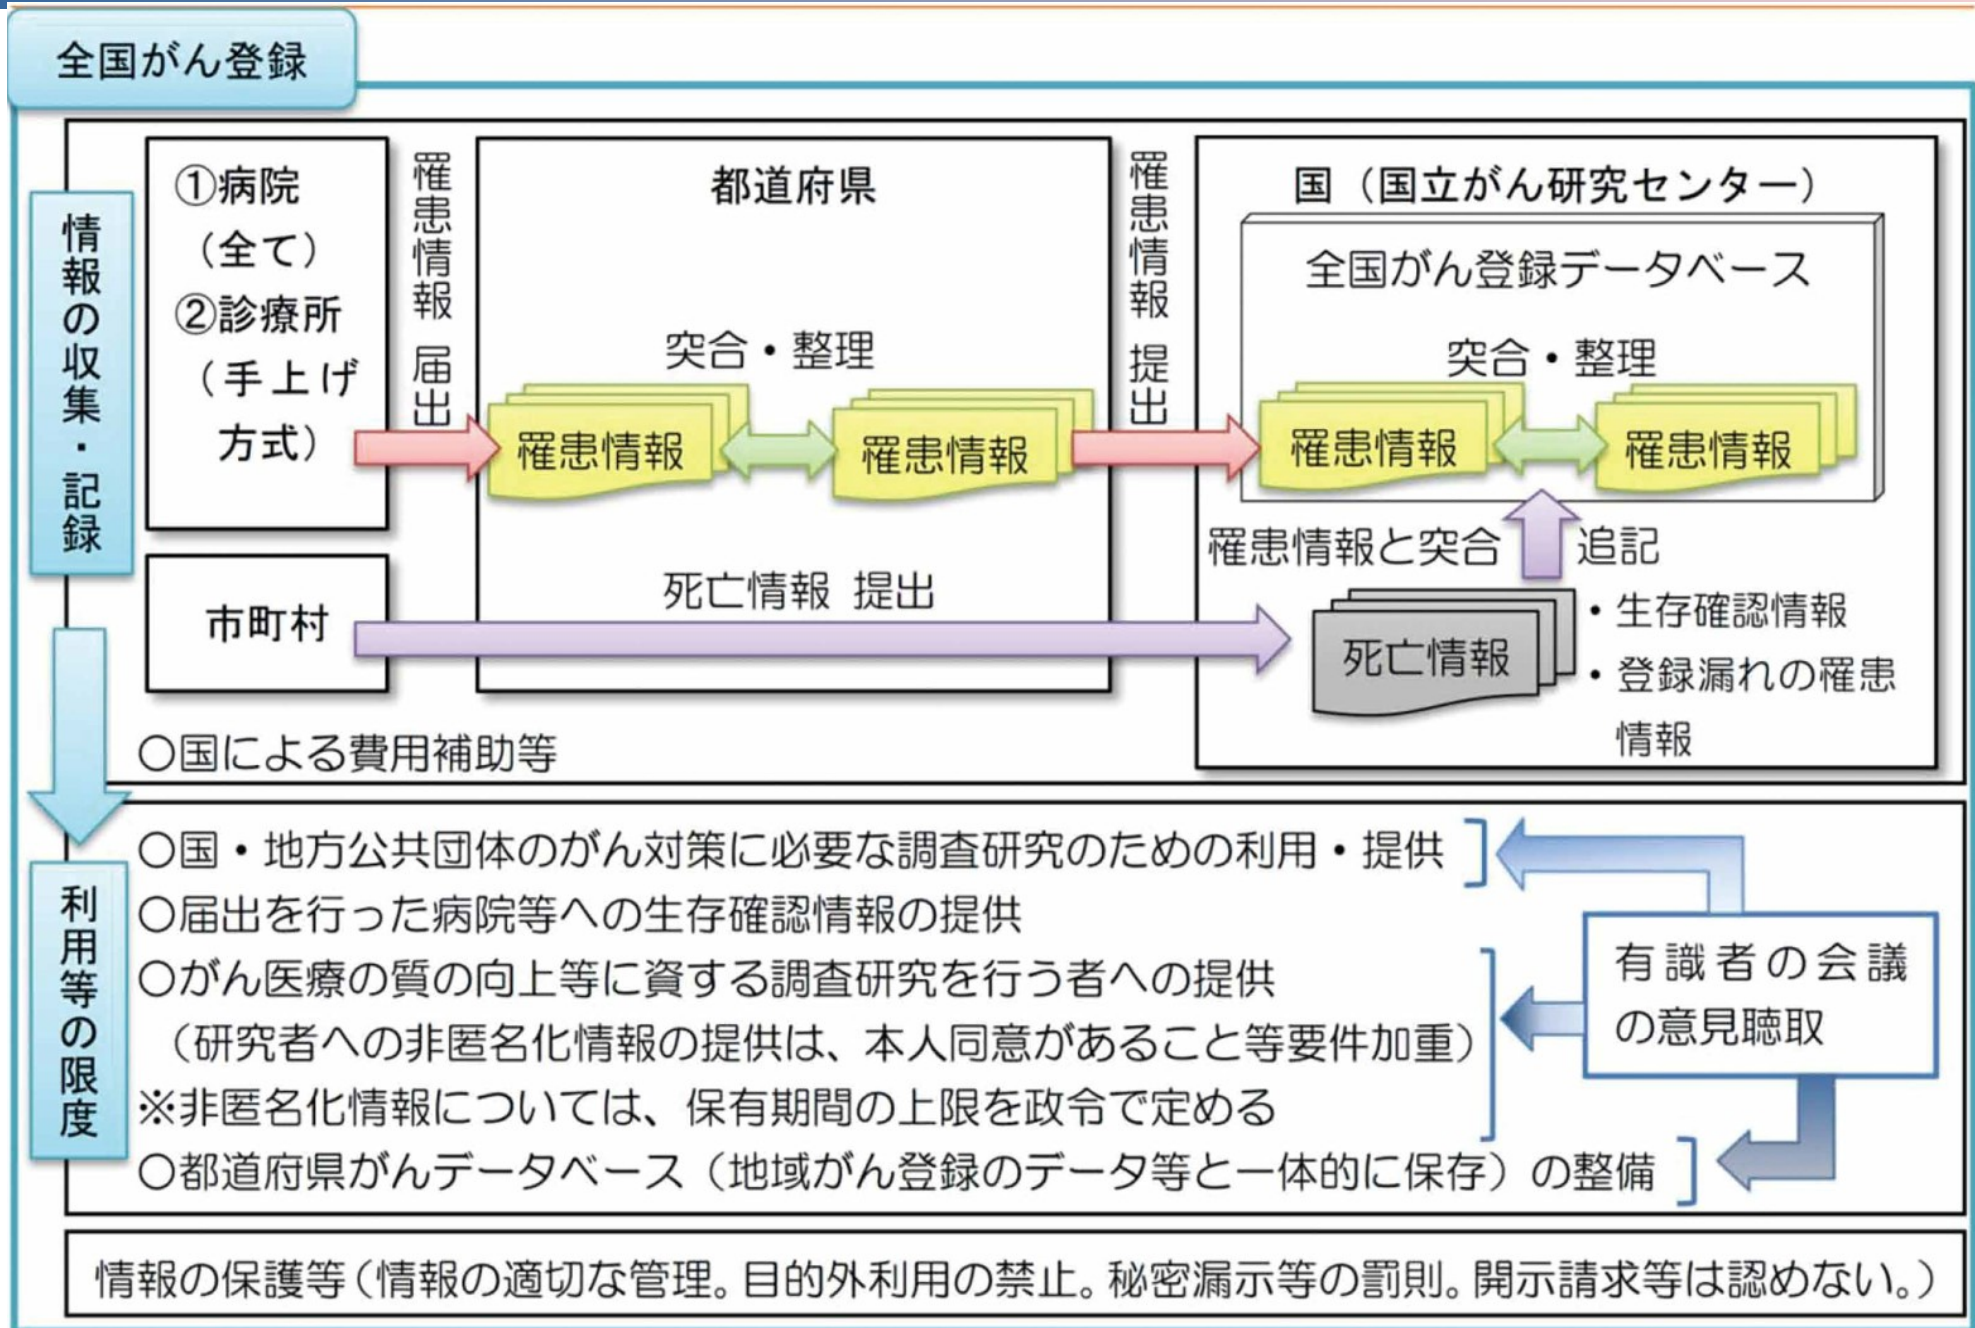 全国がん登録
情報の収集・記録
①病院
（全て）
②診療所
（手上げ
方式）
罹患情報 届出
都道府県
突合・整理
罹患情報
罹患情報
罹患情報 提出
国（国立がん研究センター）
全国がん登録データベース
突合・整理
罹患情報
罹患情報
罹患情報と突合
追記
市町村
死亡情報 提出
死亡情報
・生存確認情報
・登録漏れの罹患
情報
〇国による費用補助等
利用等の限度
〇国・地方公共団体のがん対策に必要な調査研究のための利用・提供
〇届出を行った病院等への生存確認情報の提供
〇がん医療の質の向上等に資する調査研究を行う者への提供
（研究者への非匿名化情報の提供は、本人同意があること等要件加重）
※非匿名化情報については、保有期間の上限を政令で定める
〇都道府県がんデータベース（地域がん登録のデータ等と一体的に保存）の整備
有識者の会議
の意見聴取
情報の保護等（情報の適切な管理。目的外利用の禁止。秘密漏示等の罰則。開示請求等は認めない。）